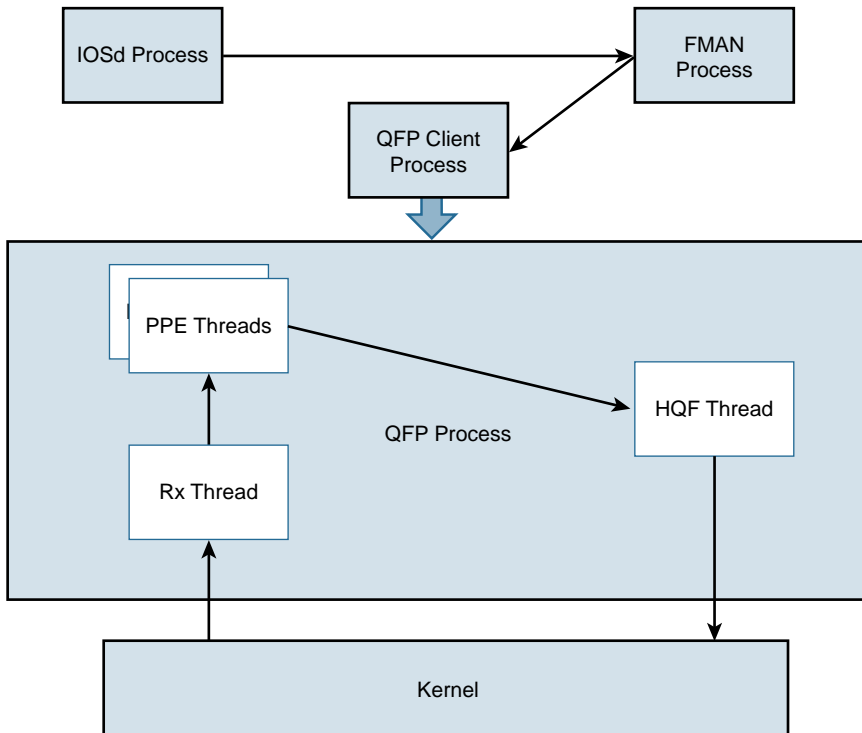 IOSd Process
FMAN
Process
QFP Client
Process
PPE Threads
HQF Thread
QFP Process
Rx Thread
Kernel